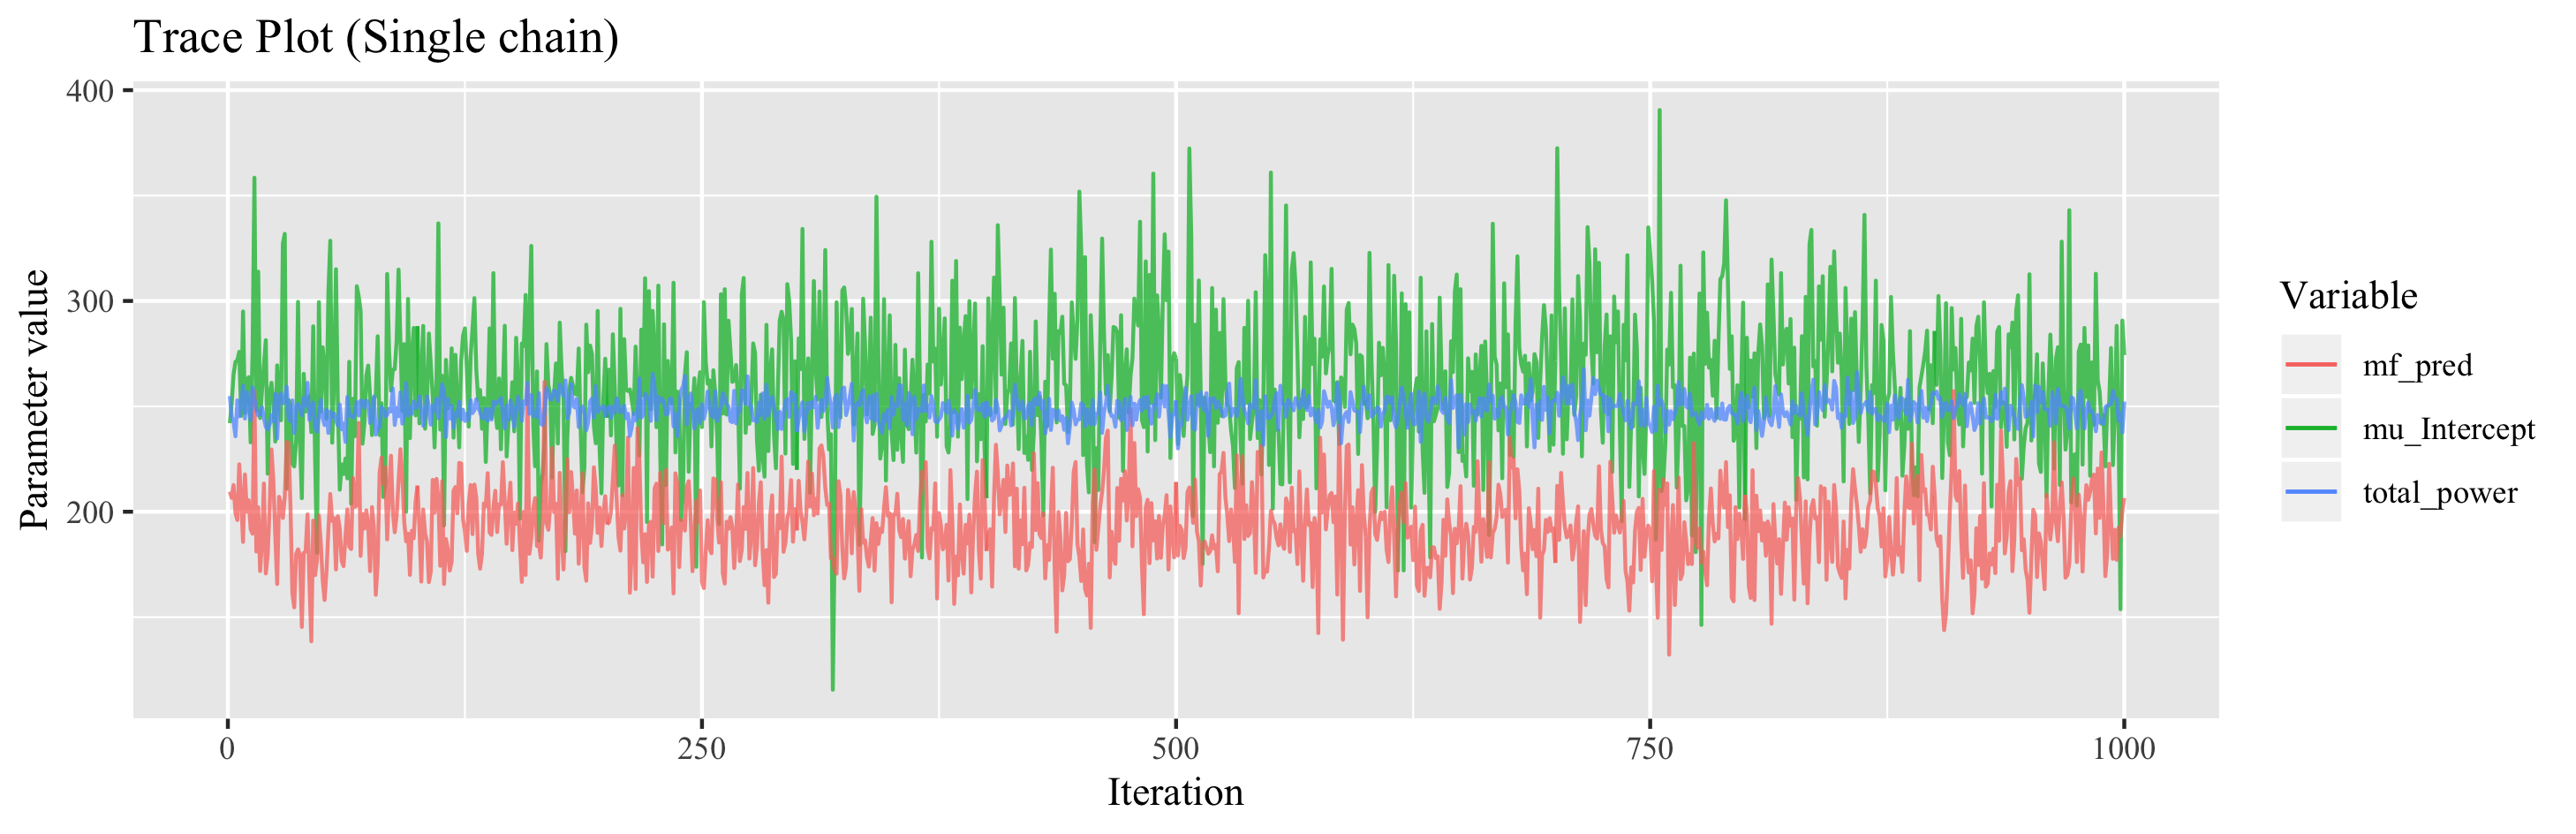 Trace Plot (Single chain)
Parameter value
400
300
200
0 250 500 750 1000
Iteration
Variable
mf_pred
mu_Intercept
total_power